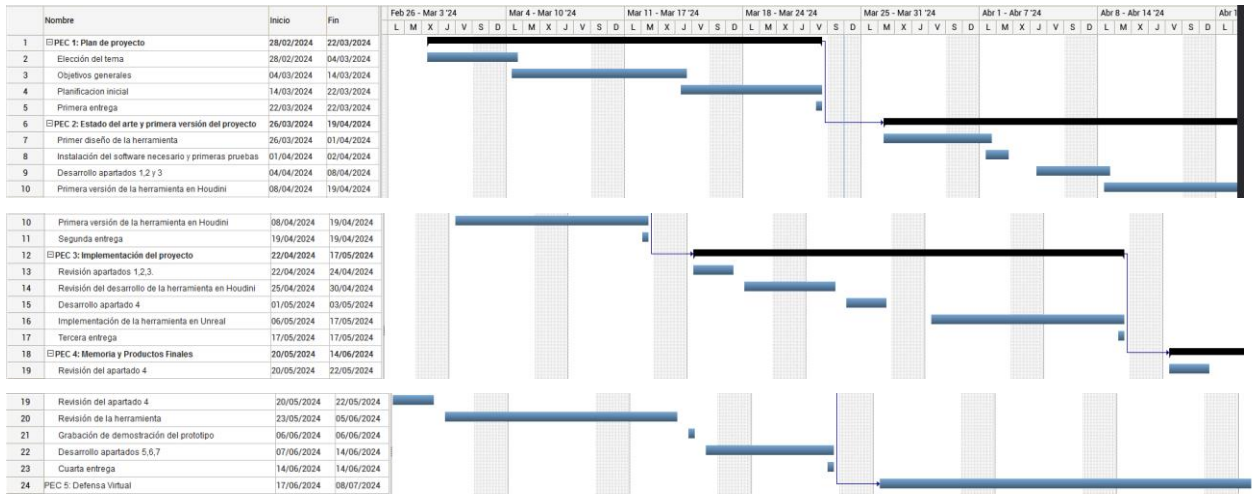 Nombre Inicio Fin Feb 26 - Mar 3 '24 Mar 4 - Mar 10 '24 Mar 11 - Mar 17 '24 Mar 18 - Mar 24 '24 Mar 25 - Mar 31 '24 Abr 1 - Abr 7 '24 Abr 8 - Abr 14 '24 Abr 1
L M X J V S D L M X J V S D L M X J V S D L M X J V S D L M X J V S D L M X J V S D L M X J V S D L
1 PEC 1: Plan de proyecto 28/02/2024 22/03/2024
2 Elección del tema 28/02/2024 04/03/2024
3 Objetivos generales 04/03/2024 14/03/2024
4 Planificacion inicial 14/03/2024 22/03/2024
5 Primera entrega 22/03/2024 22/03/2024
6 PEC 2: Estado del arte y primera versión del proyecto 26/03/2024 19/04/2024
7 Primer diseño de la herramienta 26/03/2024 01/04/2024
8 Instalación del software necesario y primeras pruebas 01/04/2024 02/04/2024
9 Desarrollo apartados 1,2 y 3 04/04/2024 08/04/2024
10 Primera versión de la herramienta en Houdini 08/04/2024 19/04/2024
10 Primera versión de la herramienta en Houdini 08/04/2024 19/04/2024
11 Segunda entrega 19/04/2024 19/04/2024
12 PEC 3: Implementación del proyecto 22/04/2024 17/05/2024
13 Revisión apartados 1,2,3. 22/04/2024 24/04/2024
14 Revisión del desarrollo de la herramienta en Houdini 25/04/2024 30/04/2024
15 Desarrollo apartado 4 01/05/2024 03/05/2024
16 Implementación de la herramienta en Unreal 06/05/2024 17/05/2024
17 Tercera entrega 17/05/2024 17/05/2024
18 PEC 4: Memoria y Productos Finales 20/05/2024 14/06/2024
19 Revisión del apartado 4 20/05/2024 22/05/2024
19 Revisión del apartado 4 20/05/2024 22/05/2024
20 Revisión de la herramienta 23/05/2024 05/06/2024
21 Grabación de demostración del prototipo 06/06/2024 06/06/2024
22 Desarrollo apartados 5,6,7 07/06/2024 14/06/2024
23 Cuarta entrega 14/06/2024 14/06/2024
24 PEC 5: Defensa Virtual 17/06/2024 08/07/2024